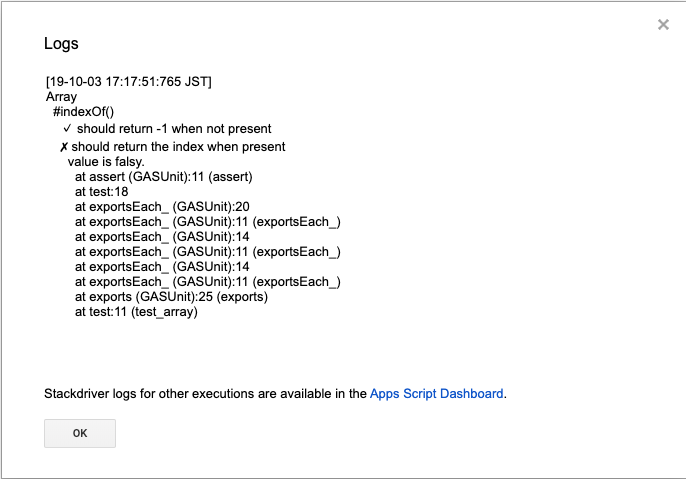 Logs
[19-10-03 17:17:51:765 JST]
Array
#indexOf()
✓ should return -1 when not present
✗ should return the index when present
value is falsy.
at assert (GASUnit):11 (assert)
at test:18
at exportsEach_ (GASUnit):20
at exportsEach_ (GASUnit):11 (exportsEach_)
at exportsEach_ (GASUnit):14
at exportsEach_ (GASUnit):11 (exportsEach_)
at exportsEach_ (GASUnit):14
at exportsEach_ (GASUnit):11 (exportsEach_)
at exports (GASUnit):25 (exports)
at test:11 (test_array)
Stackdriver logs for other executions are available in the Apps Script Dashboard.
OK